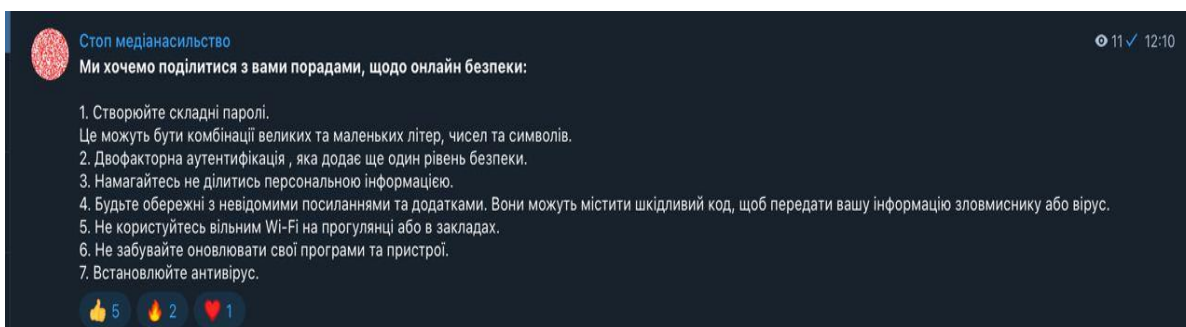 Стоп медіанасильство
11 12:10
Ми хочемо поділитися з вами порадами, щодо онлайн безпеки:
1. Створюйте складні паролі.
Це можуть бути комбінації великих та маленьких літер, чисел та символів.
2. Двофакторна аутентифікація , яка додає ще один рівень безпеки.
3. Намагайтесь не ділитись персональною інформацією.
4. Будьте обережні з невідомими посиланнями та додатками. Вони можуть містити шкідливий код, щоб передати вашу інформацію зловмиснику або вірус.
5. Не користуйтесь вільним Wi-Fi на прогулянці або в закладах.
6. Не забувайте оновлювати свої програми та пристрої.
7. Встановлюйте антивірус.
👍 5 🔥 2 ❤️ 1